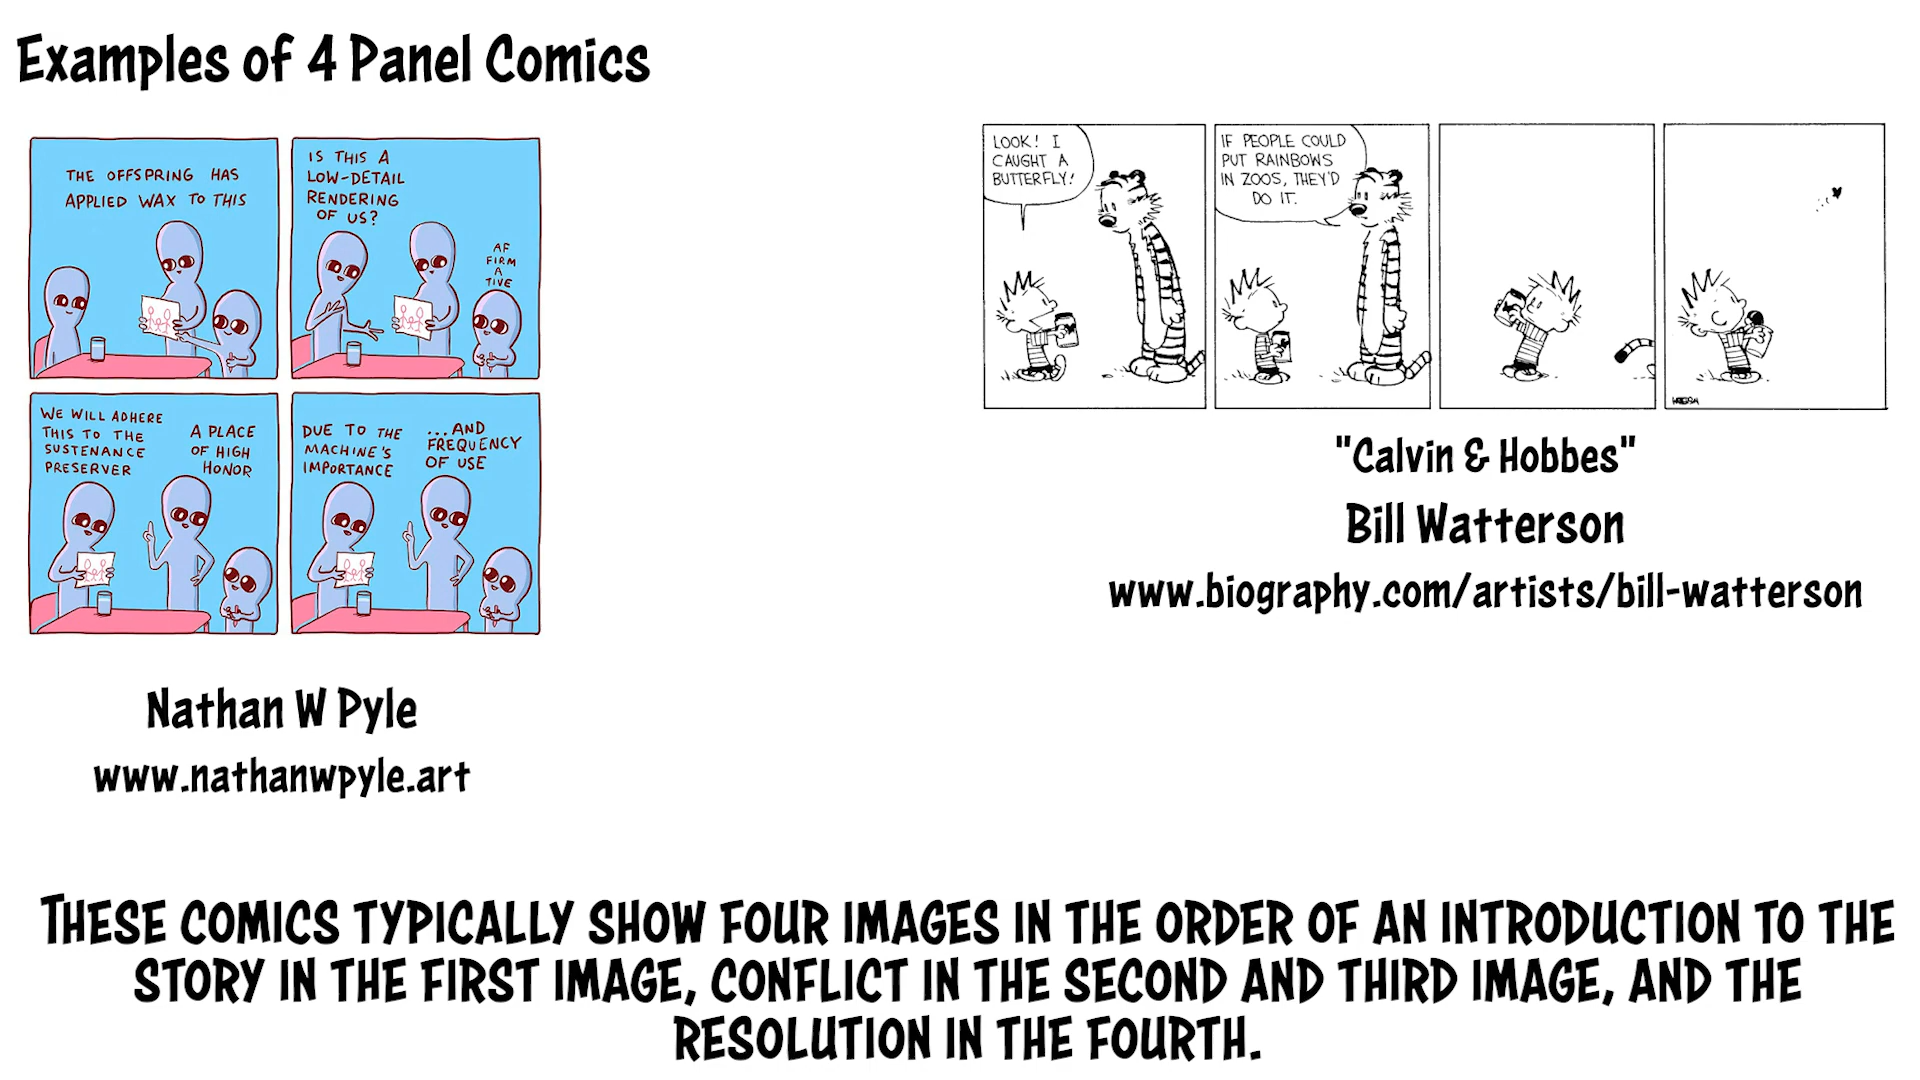 Examples of 4 Panel Comics
THE OFFSPRING HAS
APPLIED WAX TO THIS
IS THIS A
LOW-DETAIL
RENDERING
OF US?
AF
FIRM
A
TIVE
WE WILL ADHERE
THIS TO THE
SUSTENANCE
PRESERVER
A PLACE
OF HIGH
HONOR
DUE TO THE
MACHINE'S
IMPORTANCE
...AND
FREQUENCY
OF USE
Nathan W Pyle
www.nathanwpyle.art
LOOK! I
CAUGHT A
BUTTERFLY!
IF PEOPLE COULD
PUT RAINBOWS
IN ZOOS, THEY'D
DO IT.
"Calvin & Hobbes"
Bill Watterson
www.biography.com/artists/bill-watterson
THESE COMICS TYPICALLY SHOW FOUR IMAGES IN THE ORDER OF AN INTRODUCTION TO THE
STORY IN THE FIRST IMAGE, CONFLICT IN THE SECOND AND THIRD IMAGE, AND THE
RESOLUTION IN THE FOURTH.